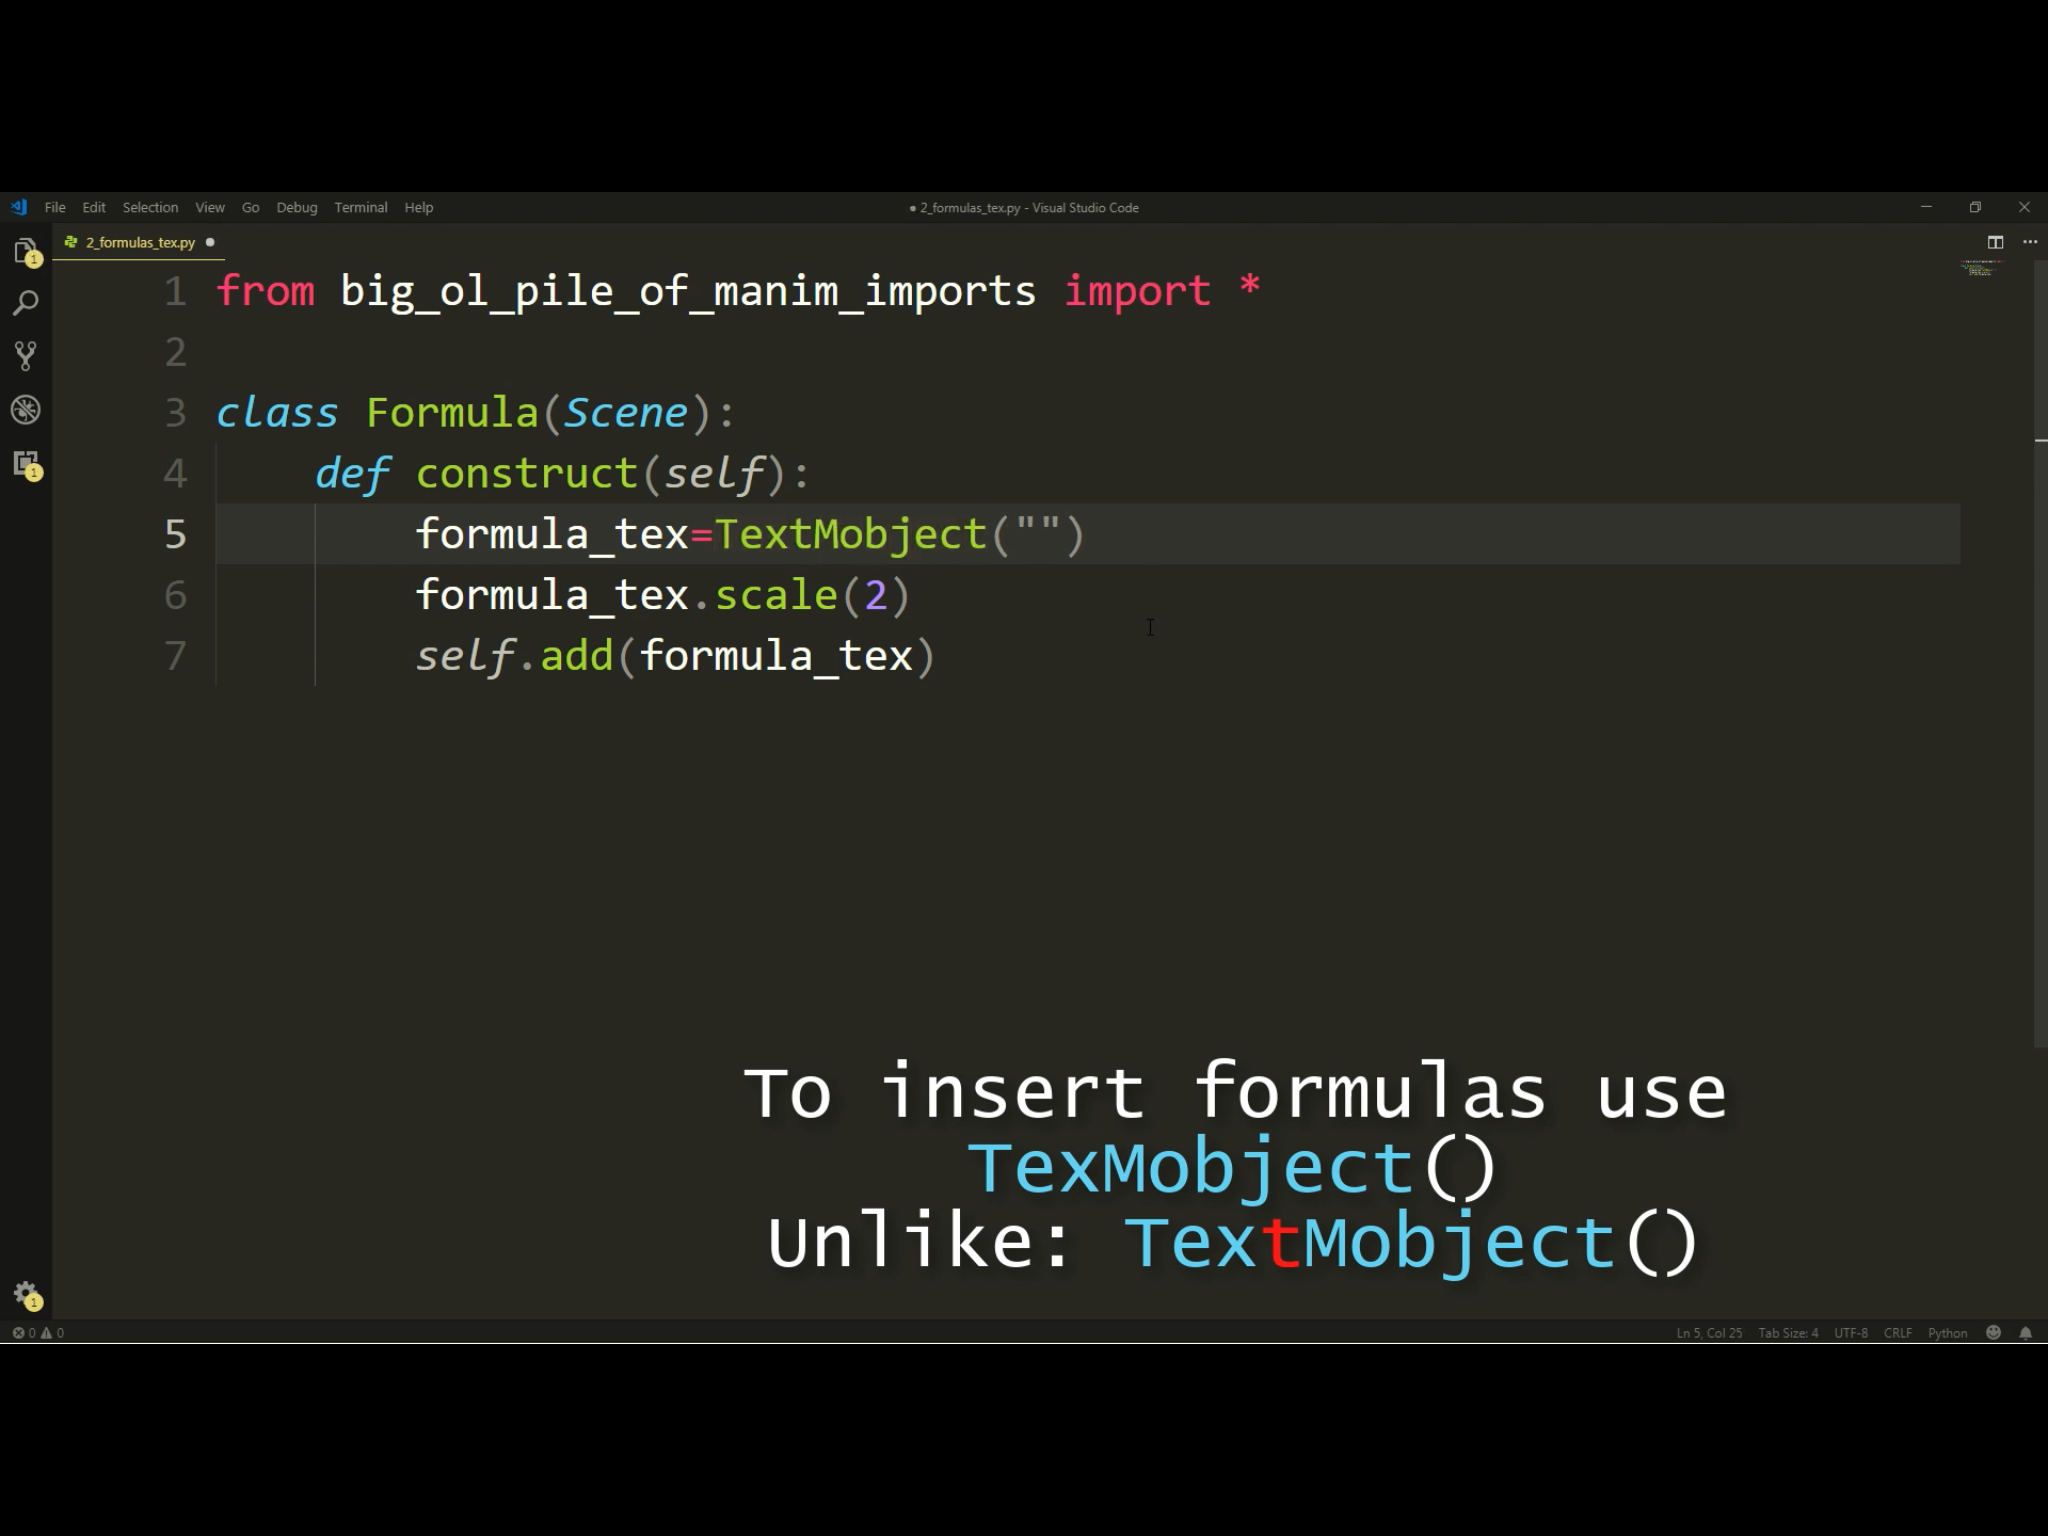 File Edit Selection View Go Debug Terminal Help
● 2_formulas_tex.py - Visual Studio Code
2_formulas_tex.py ●
1 from big_ol_pile_of_manim_imports import *
2
3 class Formula(Scene):
4     def construct(self):
5         formula_tex=TextMobject("")
6         formula_tex.scale(2)
7         self.add(formula_tex)
1
1
To insert formulas use
TexMobject()
Unlike: TextMobject()
1
0 0
Ln 5, Col 25 Tab Size: 4 UTF-8 CRLF Python